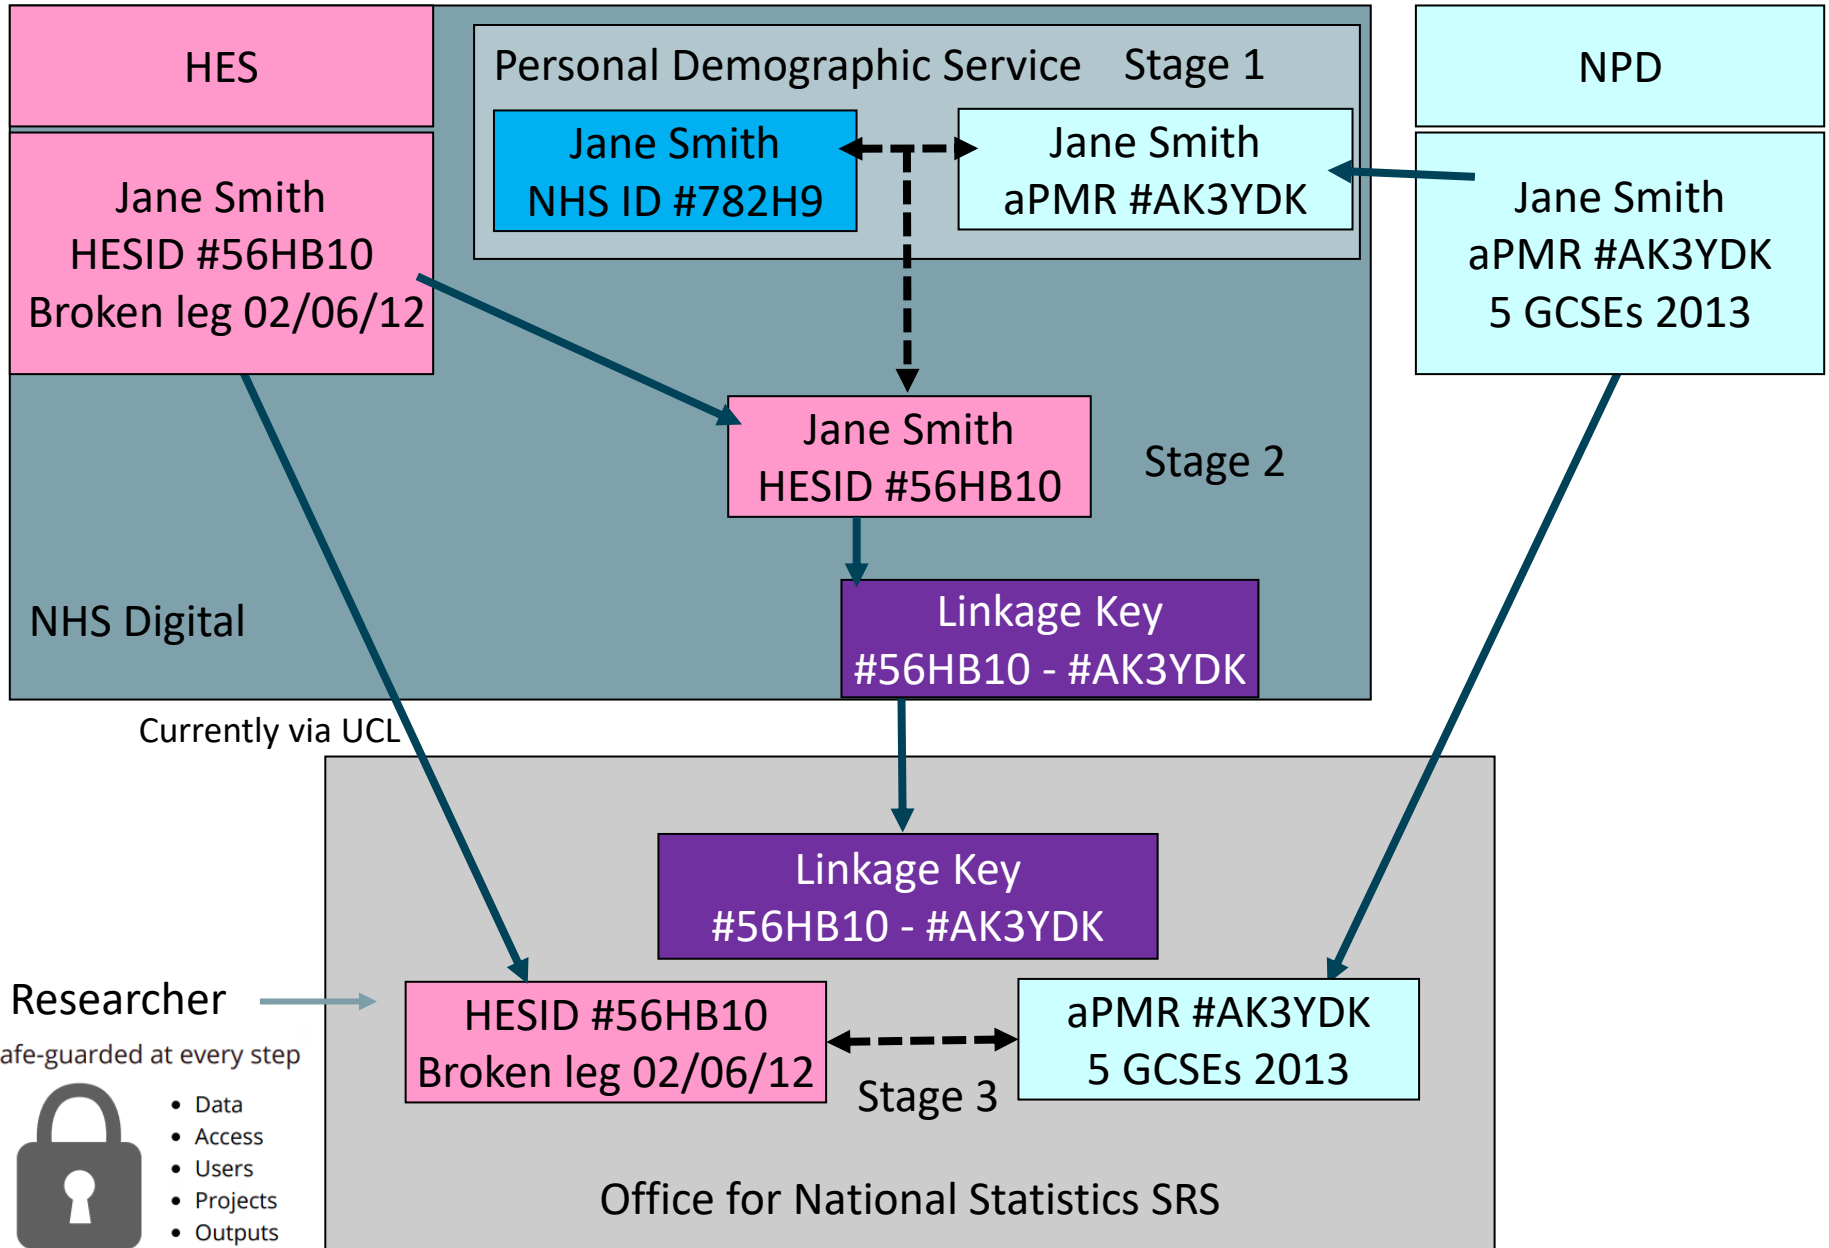 HES
Personal Demographic Service Stage 1
NPD
Jane Smith
HESID #56HB10
Broken leg 02/06/12
Jane Smith
NHS ID #782H9
Jane Smith
aPMR #AK3YDK
Jane Smith
aPMR #AK3YDK
5 GCSEs 2013
Jane Smith
HESID #56HB10
Stage 2
NHS Digital
Linkage Key
#56HB10 - #AK3YDK
Currently via UCL
Linkage Key
#56HB10 - #AK3YDK
Researcher
HESID #56HB10
Broken leg 02/06/12
Stage 3
aPMR #AK3YDK
5 GCSEs 2013
afe-guarded at every step
• Data
• Access
• Users
• Projects
• Outputs
Office for National Statistics SRS